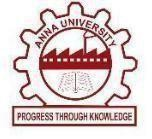 ANNA UNIVERSITY
PROGRESS THROUGH KNOWLEDGE